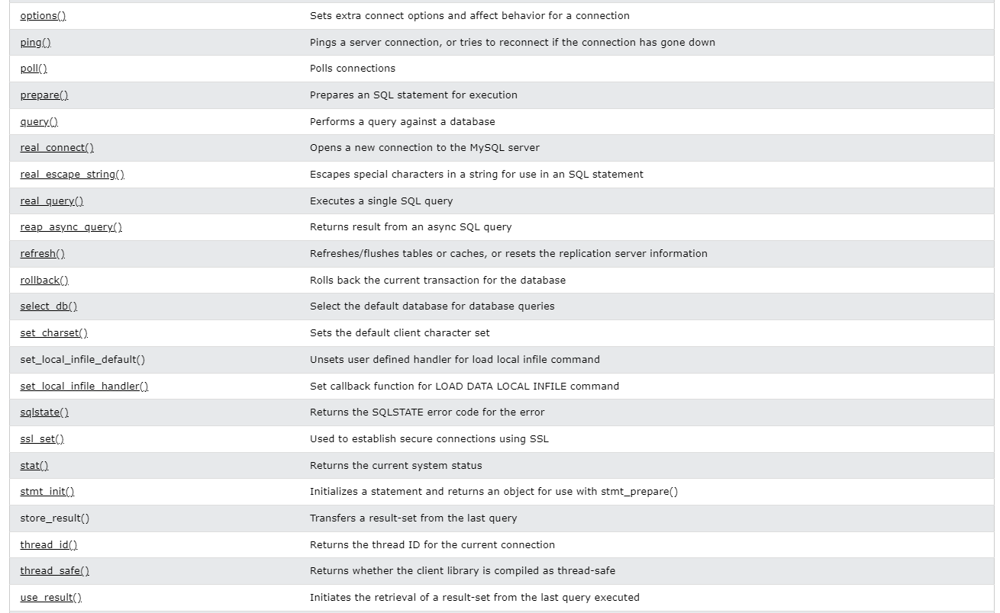 options() Sets extra connect options and affect behavior for a connection
ping() Pings a server connection, or tries to reconnect if the connection has gone down
poll() Polls connections
prepare() Prepares an SQL statement for execution
query() Performs a query against a database
real_connect() Opens a new connection to the MySQL server
real_escape_string() Escapes special characters in a string for use in an SQL statement
real_query() Executes a single SQL query
reap_async_query() Returns result from an async SQL query
refresh() Refreshes/flushes tables or caches, or resets the replication server information
rollback() Rolls back the current transaction for the database
select_db() Select the default database for database queries
set_charset() Sets the default client character set
set_local_infile_default() Unsets user defined handler for load local infile command
set_local_infile_handler() Set callback function for LOAD DATA LOCAL INFILE command
sqlstate() Returns the SQLSTATE error code for the error
ssl_set() Used to establish secure connections using SSL
stat() Returns the current system status
stmt_init() Initializes a statement and returns an object for use with stmt_prepare()
store_result() Transfers a result-set from the last query
thread_id() Returns the thread ID for the current connection
thread_safe() Returns whether the client library is compiled as thread-safe
use_result() Initiates the retrieval of a result-set from the last query executed